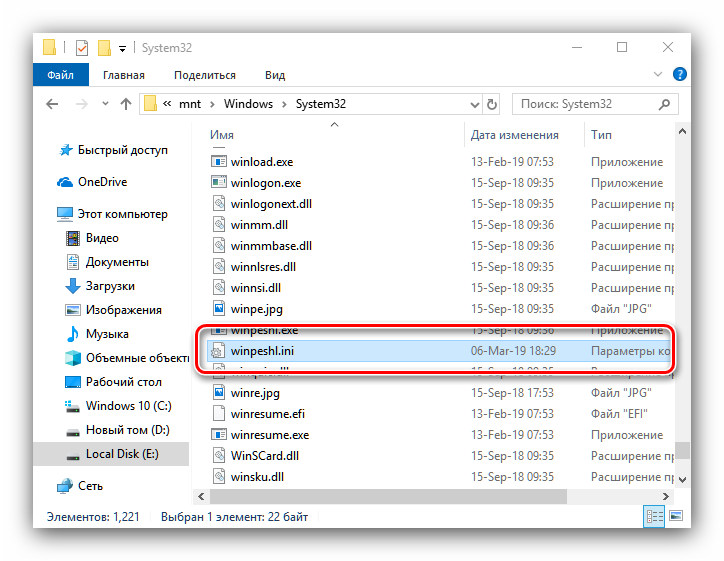 System32
Файл Главная Поделиться Вид
« mnt › Windows › System32 Поиск: System32
Быстрый доступ
OneDrive
Этот компьютер
Видео
Документы
Загрузки
Изображения
Музыка
Объемные объекты
Рабочий стол
Windows 10 (C:)
Новый том (D:)
Local Disk (E:)
Сеть
Имя Дата изменения Тип
winload.exe 13-Feb-19 07:53 Приложение
winlogon.exe 15-Sep-18 09:35 Приложение
winlogonext.dll 15-Sep-18 09:35 Расширение пр
winmm.dll 15-Sep-18 09:36 Расширение пр
winmmbase.dll 15-Sep-18 09:36 Расширение пр
winnlsres.dll 15-Sep-18 09:35 Расширение пр
winnsi.dll 15-Sep-18 09:35 Расширение пр
winpe.jpg 15-Sep-18 09:35 Файл "JPG"
winpeshl.exe 15-Sep-18 09:36 Приложение
winpeshl.ini 06-Mar-19 18:29 Параметры ко
15-Sep-18 09:35 Расширение пр
winre.jpg 15-Sep-18 17:53 Файл "JPG"
winresume.efi 13-Feb-19 07:53 Файл "EFI"
winresume.exe 13-Feb-19 07:53 Приложение
WinSCard.dll 15-Sep-18 09:35 Расширение пр
winsku.dll 15-Sep-18 09:35 Расширение пр
Элементов: 1,221 Выбран 1 элемент: 22 байт